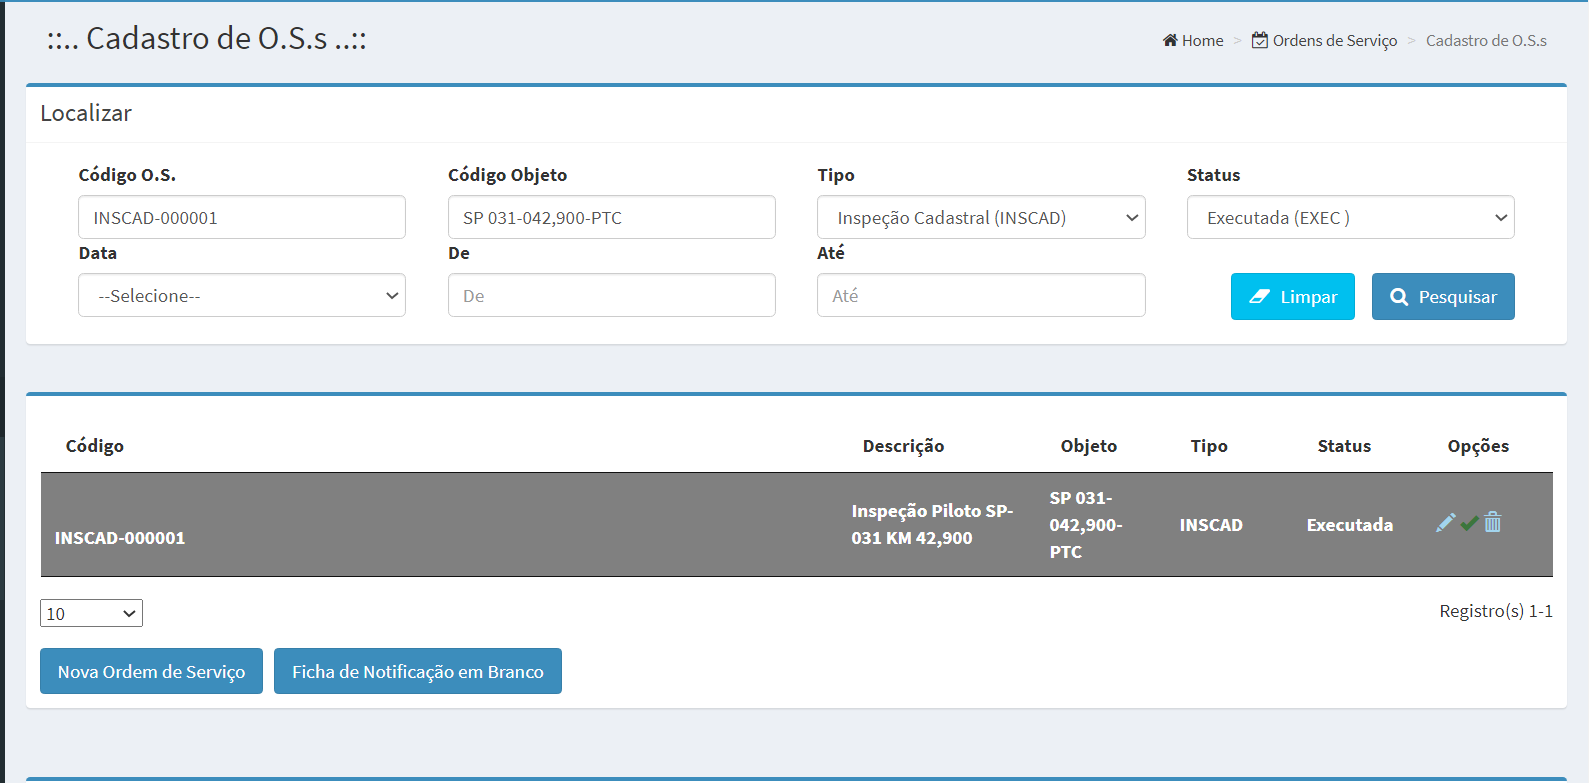 ::.. Cadastro de O.S.s ..::
Home > Ordens de Serviço > Cadastro de O.S.s
Localizar
Código O.S. Código Objeto Tipo Status
INSCAD-000001 SP 031-042,900-PTC Inspeção Cadastral (INSCAD) Executada (EXEC )
Data De Até
--Selecione-- De Até Limpar Pesquisar
Código Descrição Objeto Tipo Status Opções
INSCAD-000001
Inspeção Piloto SP-
031 KM 42,900
SP 031-
042,900-
PTC
INSCAD
Executada
10
Registro(s) 1-1
Nova Ordem de Serviço Ficha de Notificação em Branco